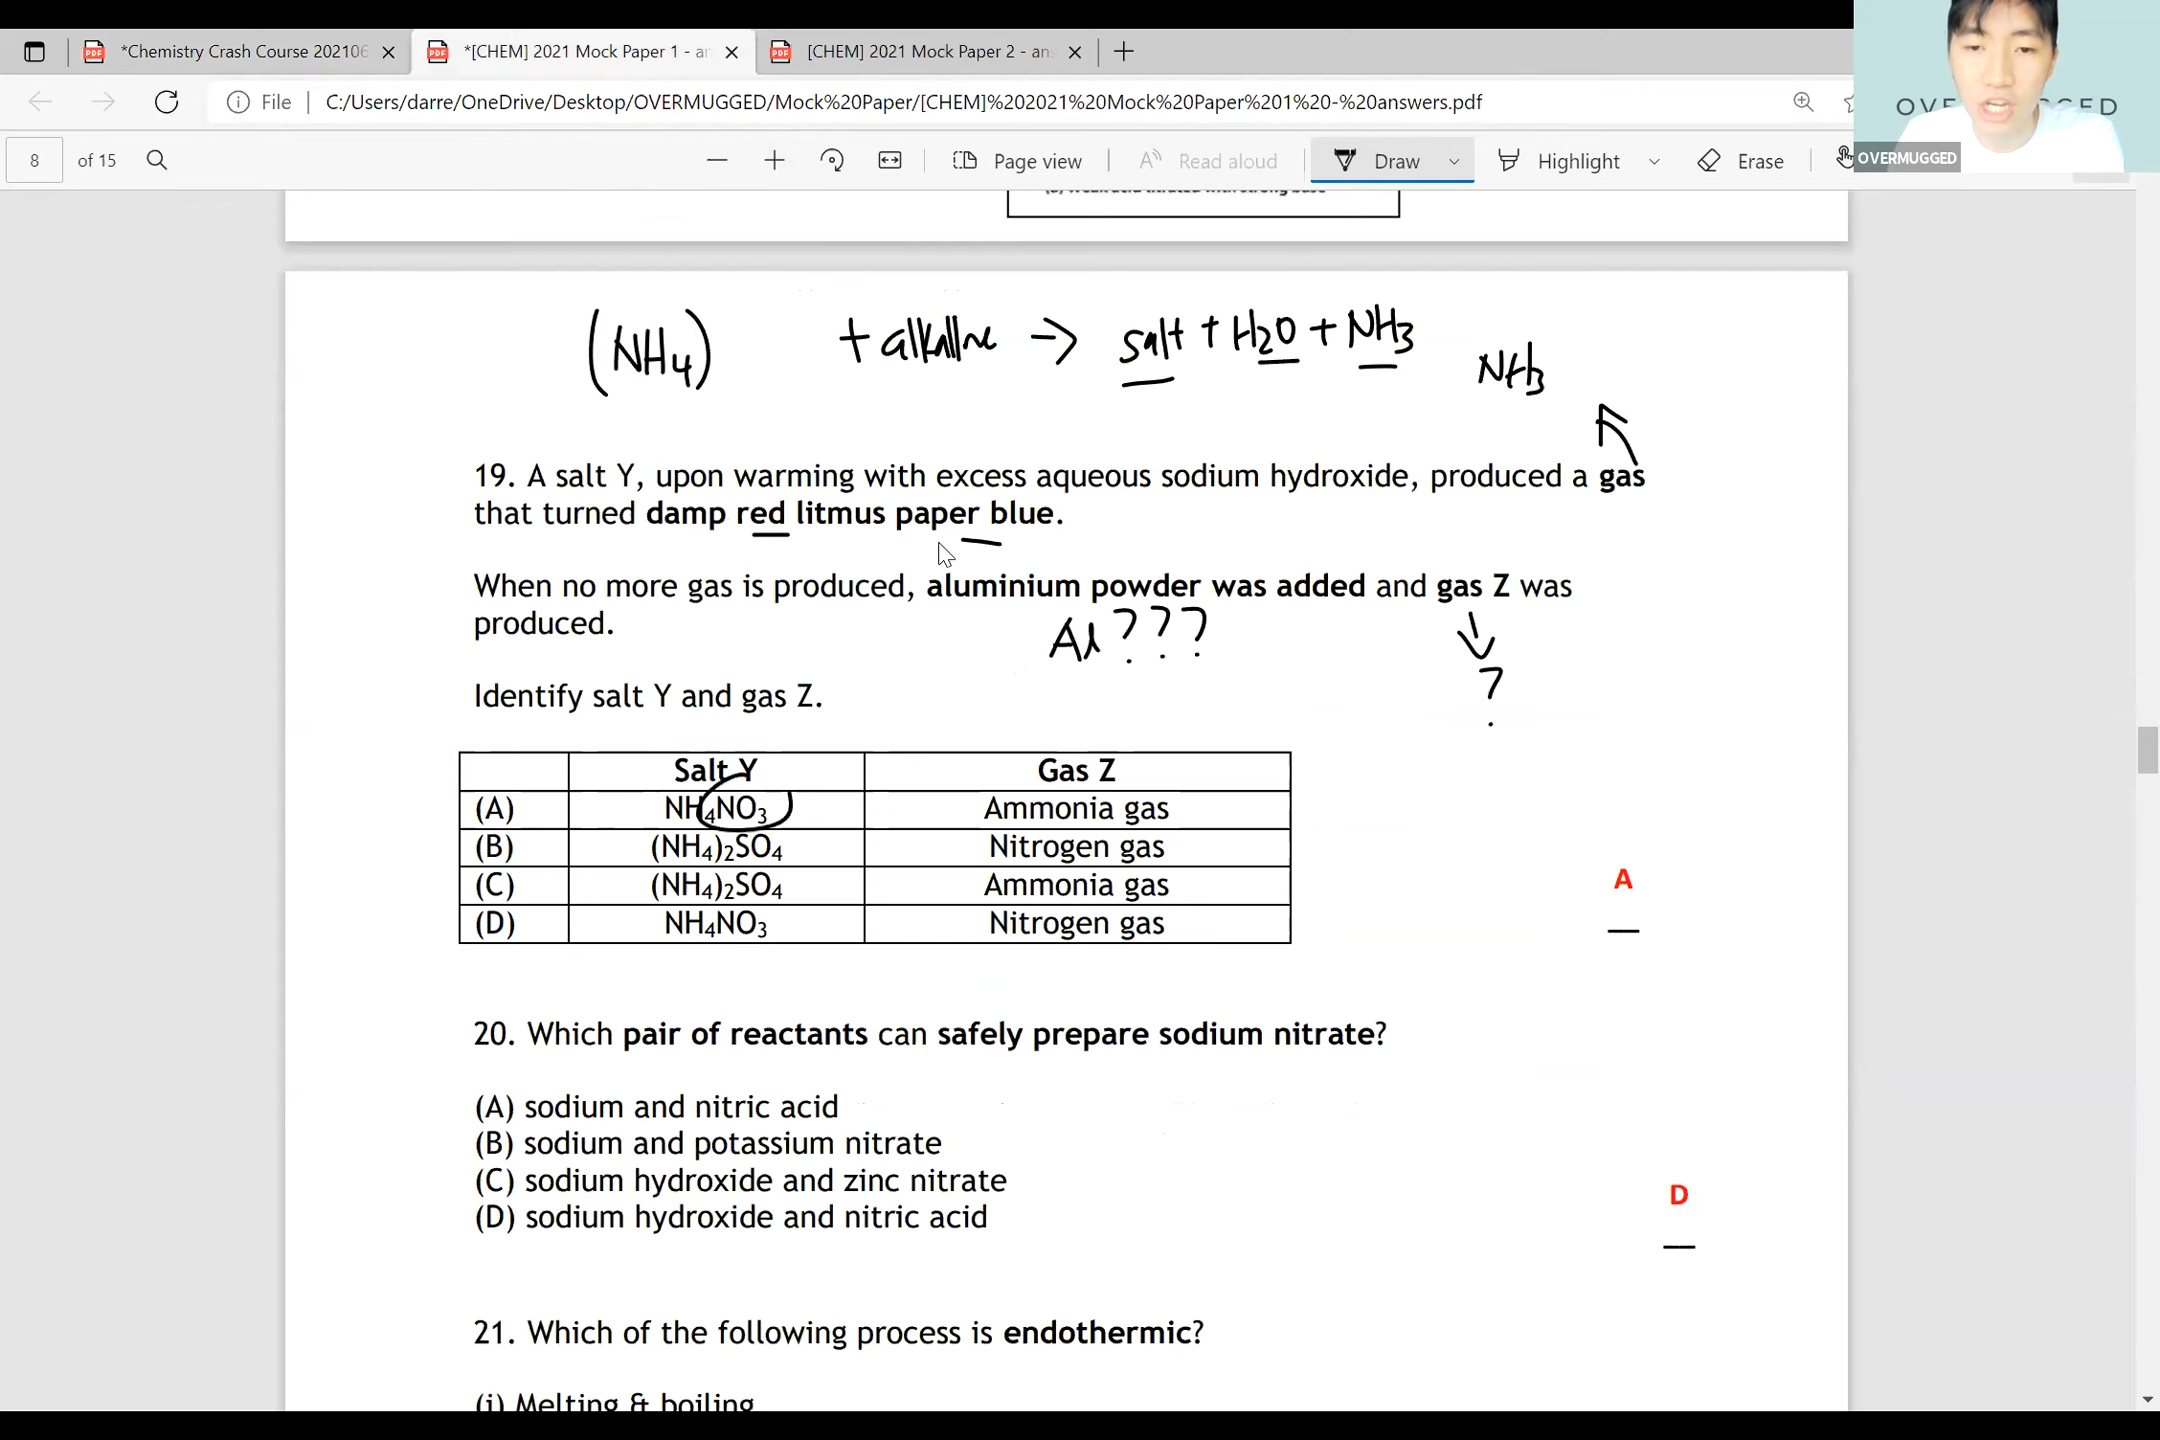 *Chemistry Crash Course 202106
*[CHEM] 2021 Mock Paper 1 - a
[CHEM] 2021 Mock Paper 2 - an
File C:/Users/darre/OneDrive/Desktop/OVERMUGGED/Mock%20Paper/[CHEM]%202021%20Mock%20Paper%201%20-%20answers.pdf
OVERMUGGED
8 of 15 Page view Read aloud Draw Highlight Erase
OVERMUGGED
(NH4) + alkaline → salt + H2O + NH3
NH3
19. A salt Y, upon warming with excess aqueous sodium hydroxide, produced a gas
that turned damp red litmus paper blue.
When no more gas is produced, aluminium powder was added and gas Z was
produced.
Al ???
?
Identify salt Y and gas Z.
Salt Y Gas Z
(A) NH₄NO₃ Ammonia gas
(B) (NH₄)₂SO₄ Nitrogen gas
(C) (NH₄)₂SO₄ Ammonia gas
(D) NH₄NO₃ Nitrogen gas
A
20. Which pair of reactants can safely prepare sodium nitrate?
(A) sodium and nitric acid
(B) sodium and potassium nitrate
(C) sodium hydroxide and zinc nitrate
(D) sodium hydroxide and nitric acid
D
21. Which of the following process is endothermic?
(i) Melting & boiling